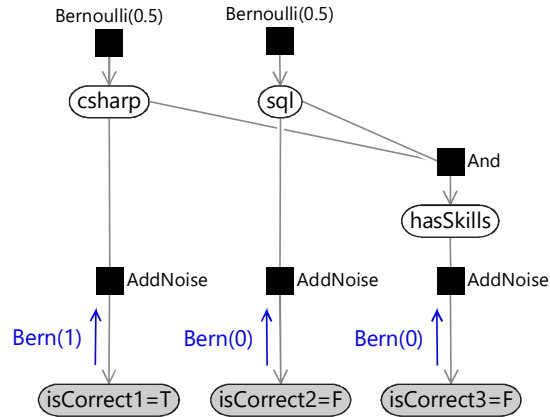 Bernoulli(0.5) Bernoulli(0.5)
csharp sql
And
hasSkills
AddNoise AddNoise AddNoise
Bern(1) Bern(0) Bern(0)
isCorrect1=T isCorrect2=F isCorrect3=F